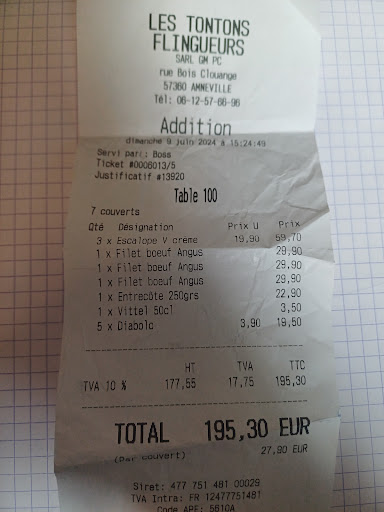 LES TONTONS
FLINGUEURS
SARL GM PC
rue Bois Clouange
57360 AMNEVILLE
Tél: 06-12-57-66-96
Addition
dimanche 9 juin 2024 à 15:24:49
Servi par: Boss
Ticket #0006013/5
Justificatif #13920
Table 100
7 couverts
Qté Désignation Prix U Prix
3 x Escalope V crème 19,90 59,70
1 x Filet boeuf Angus 29,90
1 x Filet boeuf Angus 29,90
1 x Filet boeuf Angus 29,90
1 x Entrecôte 250grs 22,90
1 x Vittel 50cl 3,50
5 x Diabolo 3,90 19,50
HT TVA TTC
TVA 10 % 177,55 17,75 195,30
TOTAL 195,30 EUR
(Par couvert) 27,90 EUR
Siret: 477 751 481 00029
TVA Intra: FR 12477751481
Code APE: 5610A